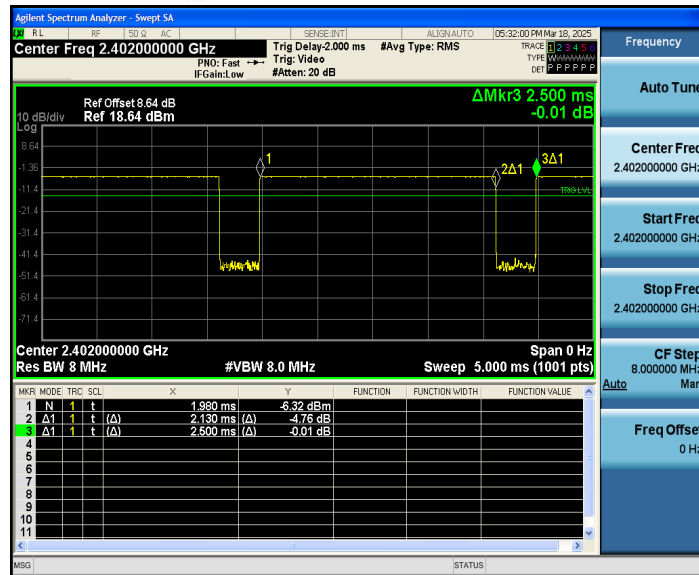 Agilent Spectrum Analyzer - Swept SA
LXI RL RF 50 Ω AC SENSE:INT ALIGN AUTO 05:32:00 PM Mar 18, 2025
Center Freq 2.402000000 GHz Trig Delay-2.000 ms #Avg Type: RMS TRACE 1 2 3 4 5 6
PNO: Fast Trig: Video TYPE W
IFGain:Low #Atten: 20 dB DET P P P P P P
Ref Offset 8.64 dB ΔMkr3 2.500 ms
10 dB/div Ref 18.64 dBm -0.01 dB
Log
8.64
1
2Δ1
3Δ1
-1.36
-11.4
TRIG LVL
-21.4
-31.4
-41.4
-51.4
-61.4
-71.4
Center 2.402000000 GHz Span 0 Hz
Res BW 8 MHz #VBW 8.0 MHz Sweep 5.000 ms (1001 pts)
MKR MODE TRC SCL X Y FUNCTION FUNCTION WIDTH FUNCTION VALUE
1 N 1 t 1.980 ms -6.32 dBm
2 Δ1 1 t (Δ) 2.130 ms (Δ) -4.76 dB
3 Δ1 1 t (Δ) 2.500 ms (Δ) -0.01 dB
4
5
6
7
8
9
10
11
MSG STATUS
Frequency
Auto Tune
Center Freq
2.402000000 GHz
Start Freq
2.402000000 GHz
Stop Freq
2.402000000 GHz
CF Step
8.000000 MHz
Auto Man
Freq Offset
0 Hz